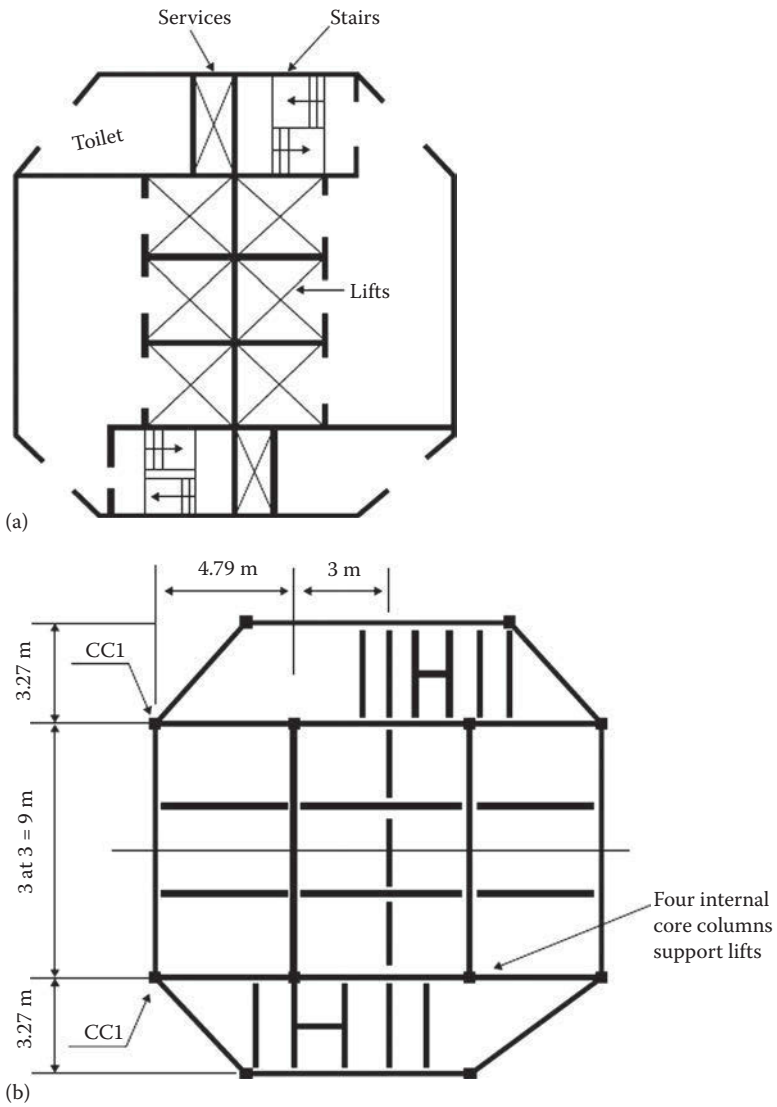 Services
Stairs
Toilet
Lifts
(a)
4.79 m
3 m
3.27 m
CC1
3 at 3 = 9 m
Four internal
core columns
support lifts
3.27 m
CC1
(b)